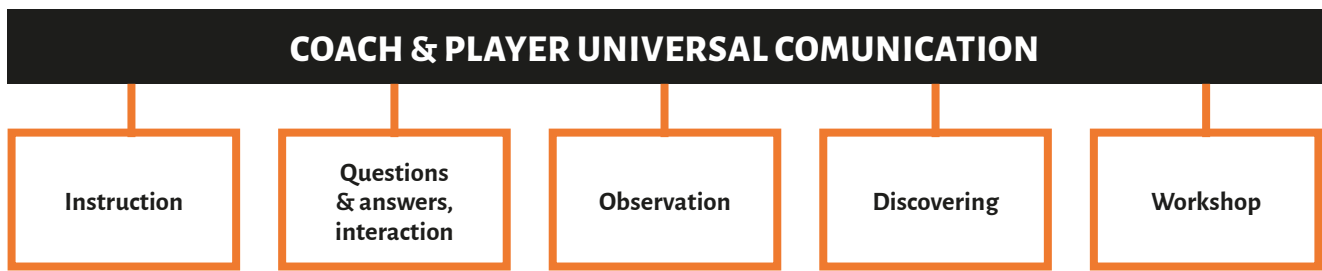 COACH & PLAYER UNIVERSAL COMUNICATION
Instruction
Questions
& answers,
interaction
Observation
Discovering
Workshop